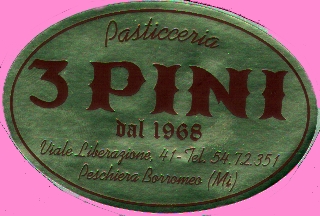 Pasticceria
3 PINI
dal 1968
Viale Liberazione, 41 - Tel. 54.72.351
Peschiera Borromeo (Mi)